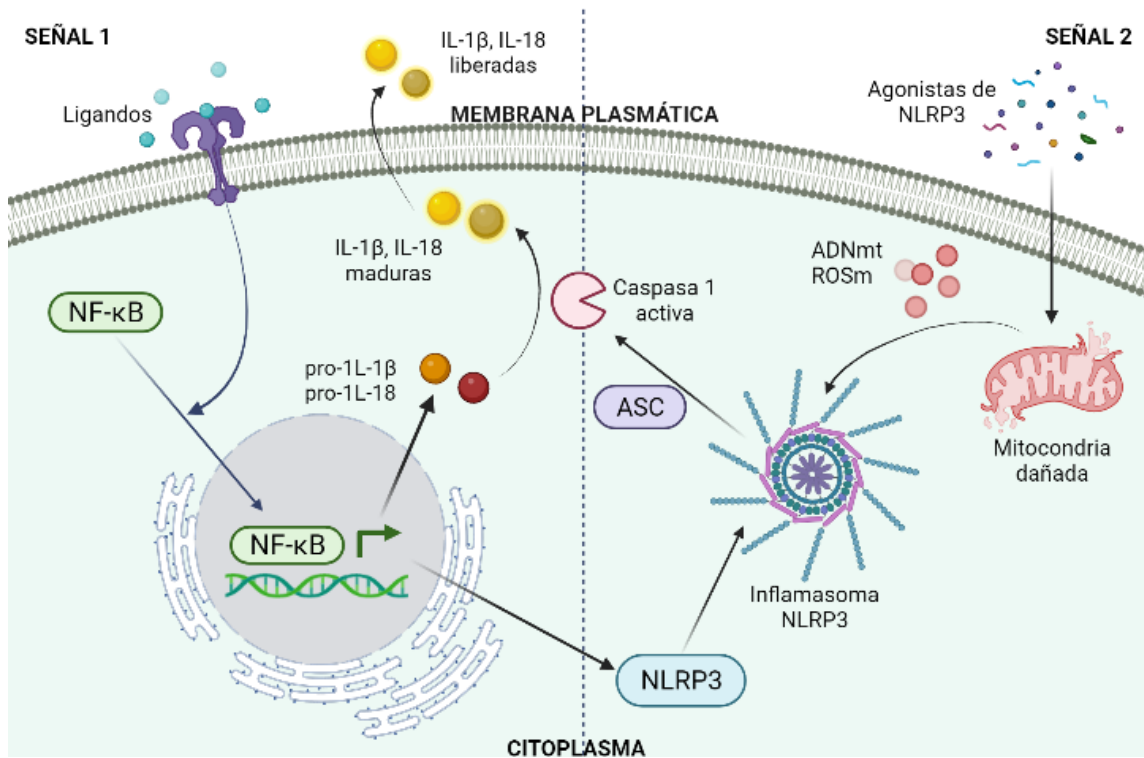 SEÑAL 1
Ligandos
IL-1β, IL-18
liberadas
MEMBRANA PLASMÁTICA
SEÑAL 2
Agonistas de
NLRP3
IL-1β, IL-18
maduras
NF-κB
pro-1L-1β
pro-1L-18
NF-κB
Caspasa 1
activa
ASC
ADNmt
ROSm
Mitocondria
dañada
Inflamasoma
NLRP3
NLRP3
CITOPLASMA